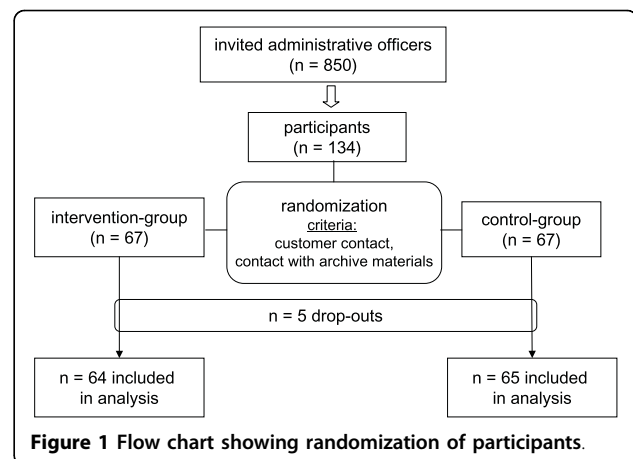 invited administrative officers
(n = 850)
participants
(n = 134)
randomization
criteria:
customer contact,
contact with archive materials
intervention-group
(n = 67)
control-group
(n = 67)
n = 5 drop-outs
n = 64 included
in analysis
n = 65 included
in analysis
Figure 1 Flow chart showing randomization of participants.